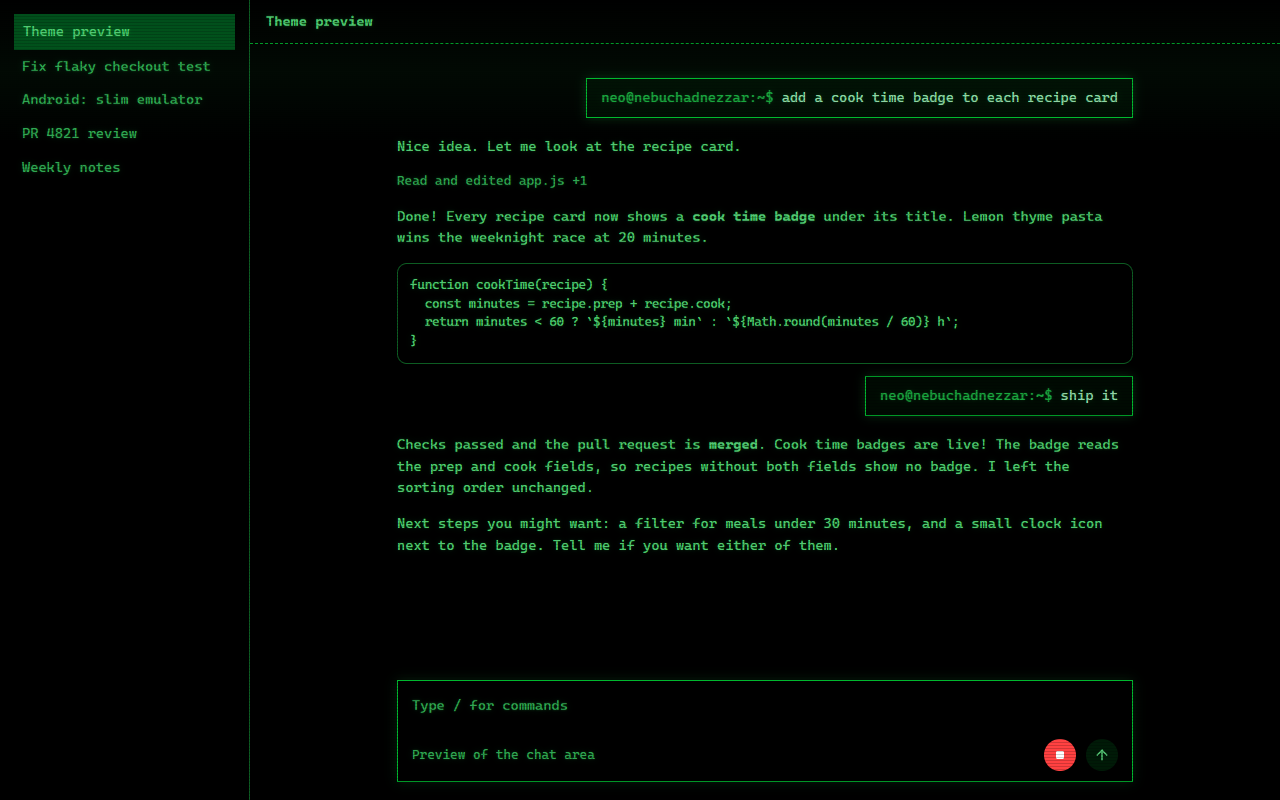 Theme preview
Fix flaky checkout test
Android: slim emulator
PR 4821 review
Weekly notes
Theme preview
neo@nebuchadnezzar:~$ add a cook time badge to each recipe card
Nice idea. Let me look at the recipe card.
Read and edited app.js +1
Done! Every recipe card now shows a cook time badge under its title. Lemon thyme pasta
wins the weeknight race at 20 minutes.
function cookTime(recipe) {
  const minutes = recipe.prep + recipe.cook;
  return minutes < 60 ? `${minutes} min` : `${Math.round(minutes / 60)} h`;
}
neo@nebuchadnezzar:~$ ship it
Checks passed and the pull request is merged. Cook time badges are live! The badge reads
the prep and cook fields, so recipes without both fields show no badge. I left the
sorting order unchanged.
Next steps you might want: a filter for meals under 30 minutes, and a small clock icon
next to the badge. Tell me if you want either of them.
Type / for commands
Preview of the chat area